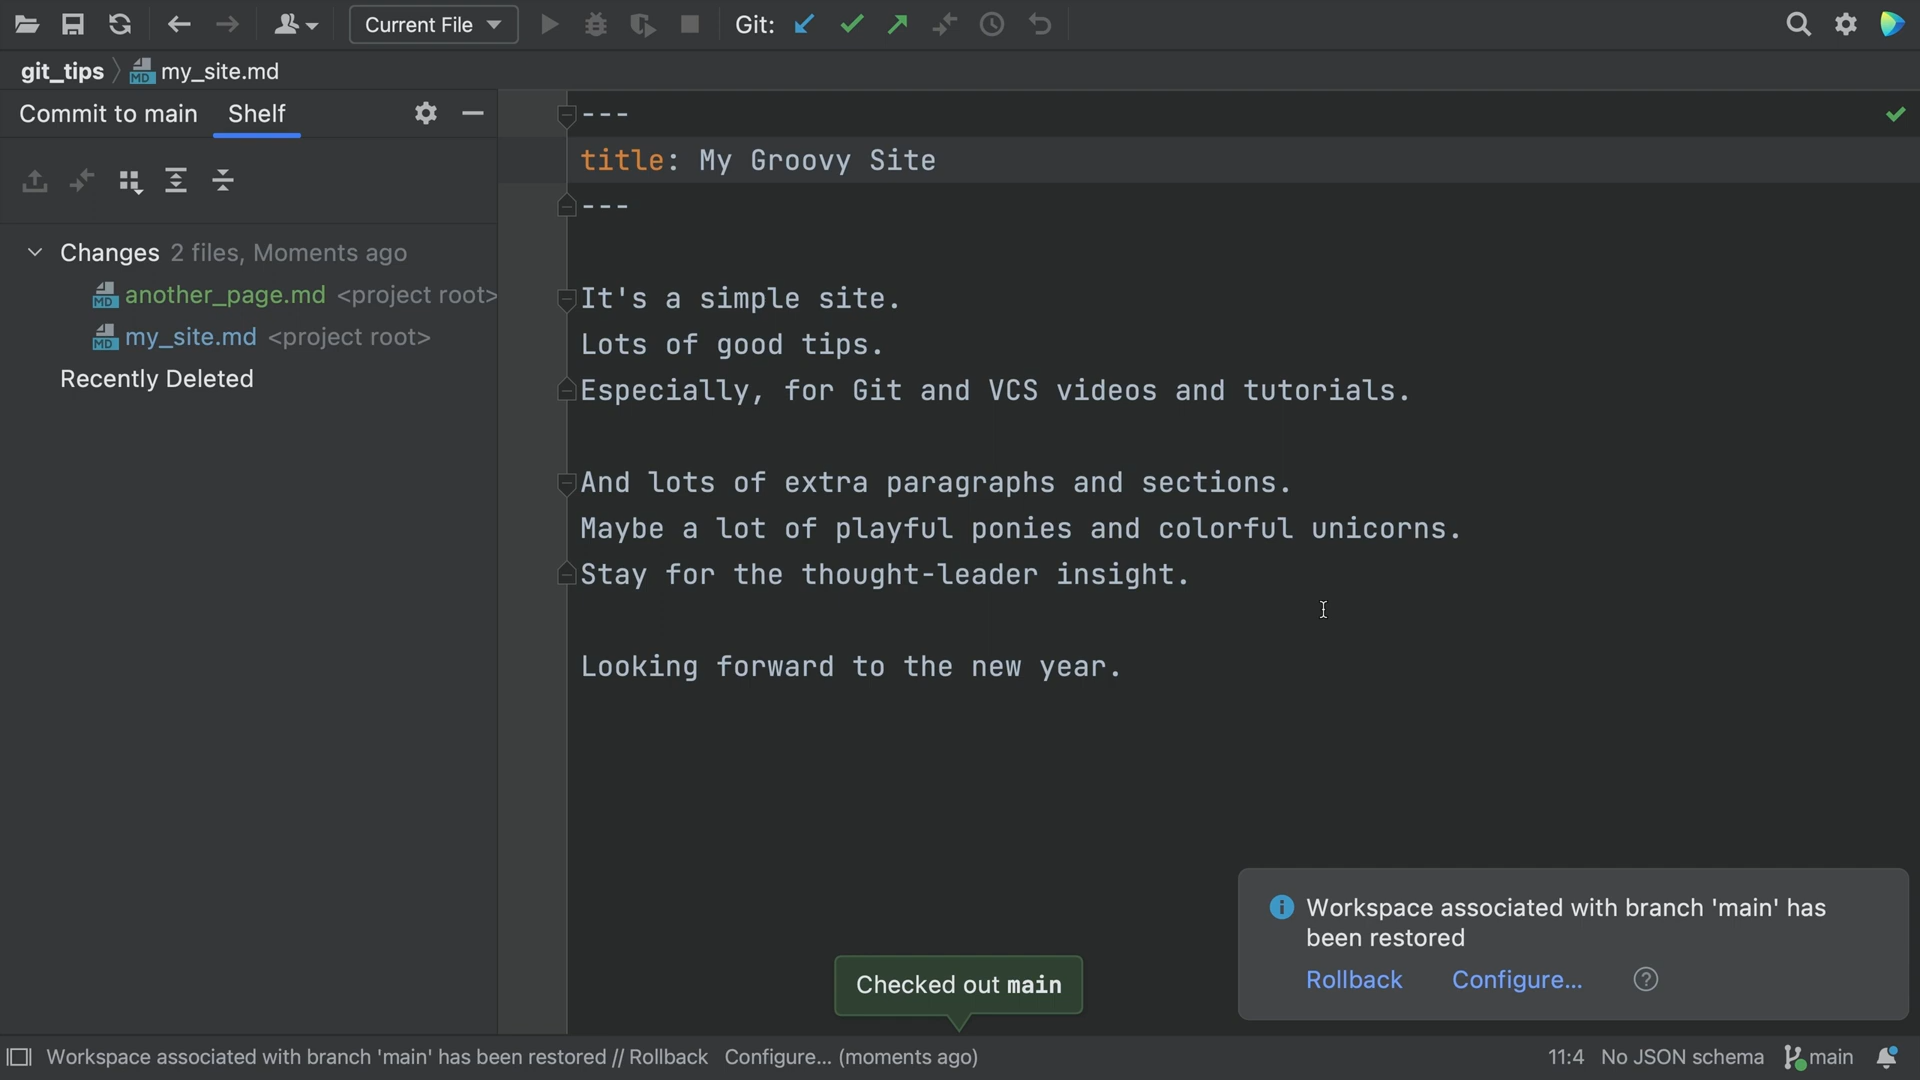 Current File
Git:
git_tips
my_site.md
Commit to main
Shelf
Changes 2 files, Moments ago
MD another_page.md <project root>
MD my_site.md <project root>
Recently Deleted
---
title: My Groovy Site
---
It's a simple site.
Lots of good tips.
Especially, for Git and VCS videos and tutorials.
And lots of extra paragraphs and sections.
Maybe a lot of playful ponies and colorful unicorns.
Stay for the thought-leader insight.
Looking forward to the new year.
Workspace associated with branch 'main' has
been restored
Rollback Configure...
Checked out main
Workspace associated with branch 'main' has been restored // Rollback Configure... (moments ago)
11:4 No JSON schema main